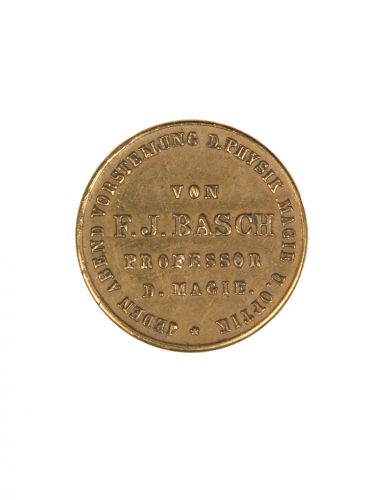 JEDEN ABEND VORSTELLUNG D. PHYSIK MAGIE U. OPTIK *
VON
F. J. BASCH
PROFESSOR
D. MAGIE.